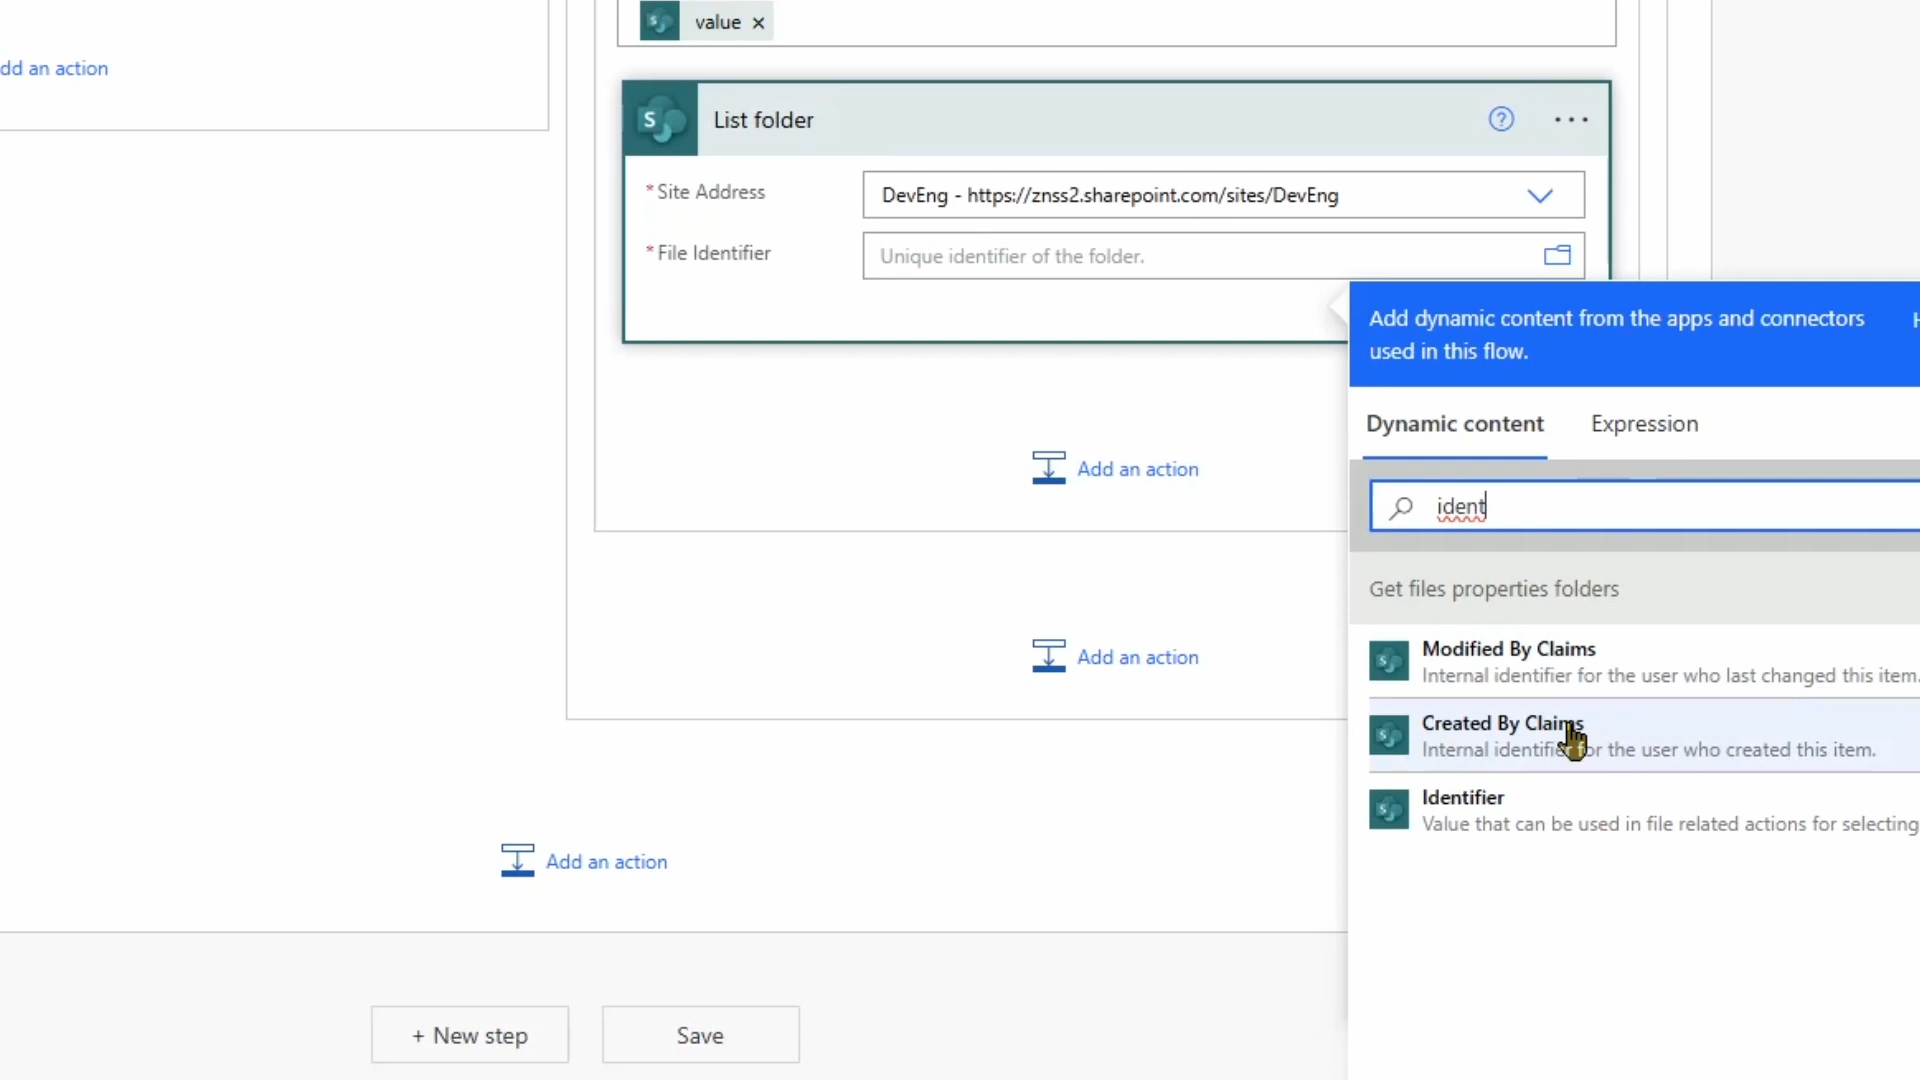 value ×
dd an action
List folder
* Site Address
DevEng - https://znss2.sharepoint.com/sites/DevEng
* File Identifier
Unique identifier of the folder.
Add dynamic content from the apps and connectors
used in this flow.
H
Dynamic content
Expression
Add an action
ident
Get files properties folders
Modified By Claims
Internal identifier for the user who last changed this item.
Add an action
Created By Claims
Internal identifier for the user who created this item.
Identifier
Value that can be used in file related actions for selecting
Add an action
+ New step
Save